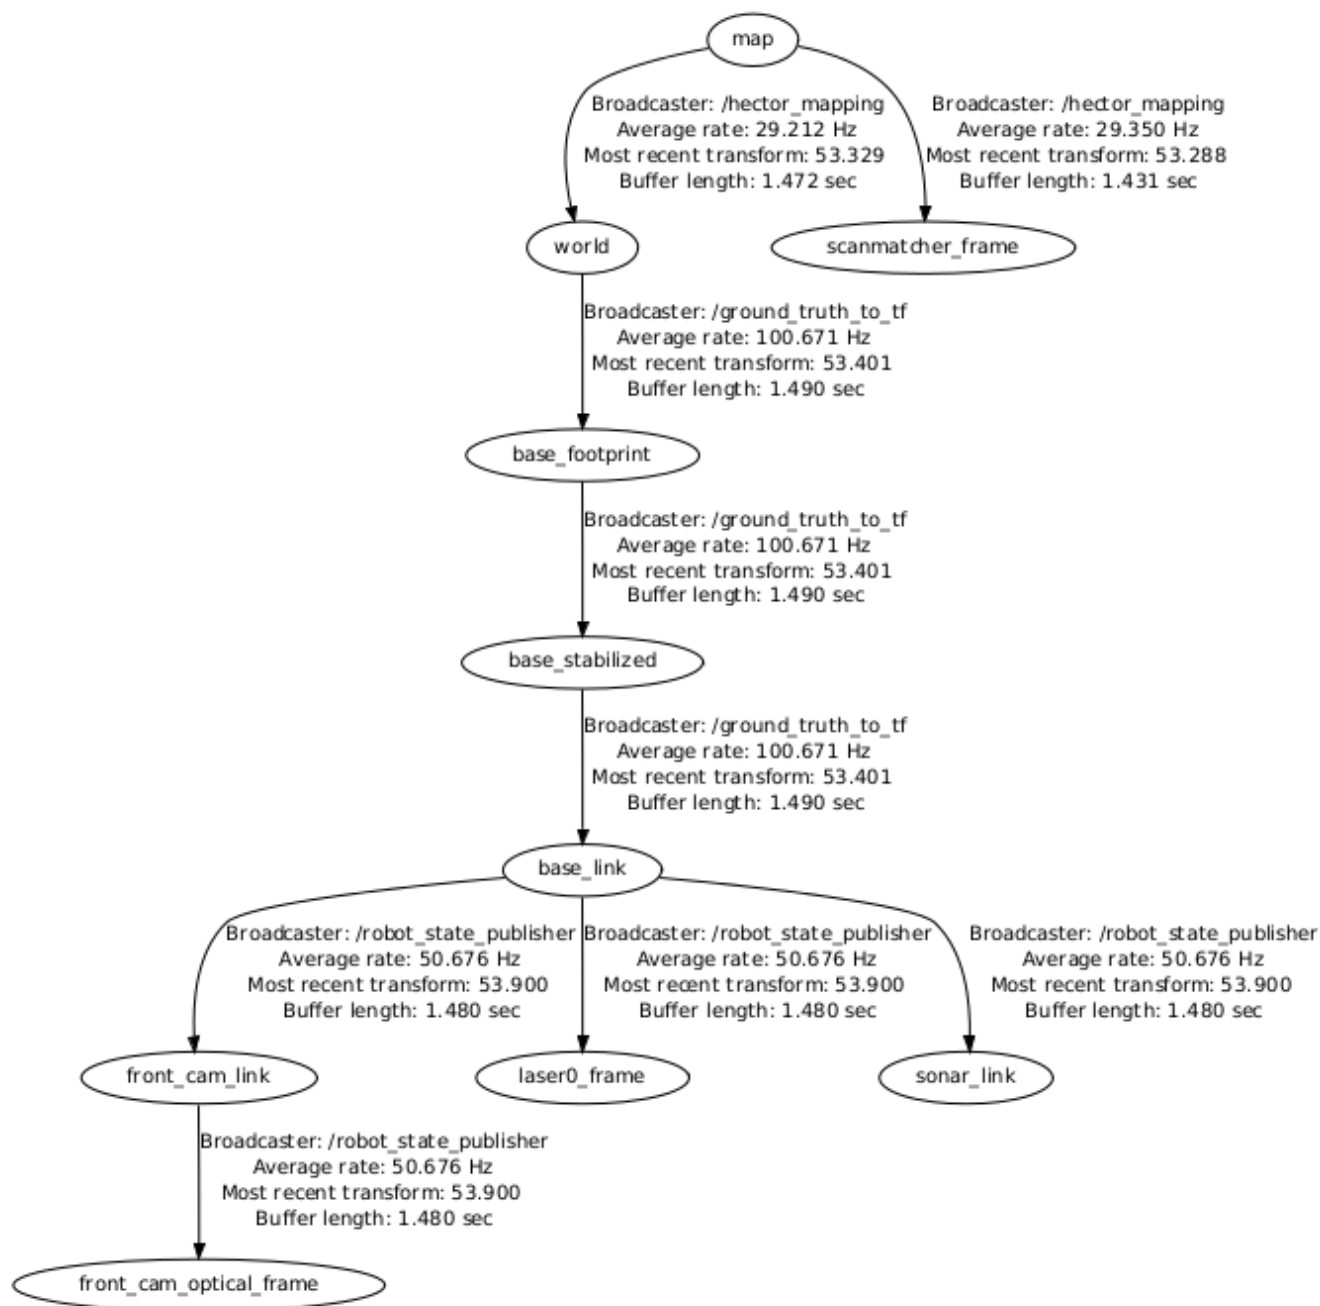 map
Broadcaster: /hector_mapping
Average rate: 29.212 Hz
Most recent transform: 53.329
Buffer length: 1.472 sec
Broadcaster: /hector_mapping
Average rate: 29.350 Hz
Most recent transform: 53.288
Buffer length: 1.431 sec
world
scanmatcher_frame
Broadcaster: /ground_truth_to_tf
Average rate: 100.671 Hz
Most recent transform: 53.401
Buffer length: 1.490 sec
base_footprint
Broadcaster: /ground_truth_to_tf
Average rate: 100.671 Hz
Most recent transform: 53.401
Buffer length: 1.490 sec
base_stabilized
Broadcaster: /ground_truth_to_tf
Average rate: 100.671 Hz
Most recent transform: 53.401
Buffer length: 1.490 sec
base_link
Broadcaster: /robot_state_publisher
Average rate: 50.676 Hz
Most recent transform: 53.900
Buffer length: 1.480 sec
Broadcaster: /robot_state_publisher
Average rate: 50.676 Hz
Most recent transform: 53.900
Buffer length: 1.480 sec
Broadcaster: /robot_state_publisher
Average rate: 50.676 Hz
Most recent transform: 53.900
Buffer length: 1.480 sec
front_cam_link
laser0_frame
sonar_link
Broadcaster: /robot_state_publisher
Average rate: 50.676 Hz
Most recent transform: 53.900
Buffer length: 1.480 sec
front_cam_optical_frame